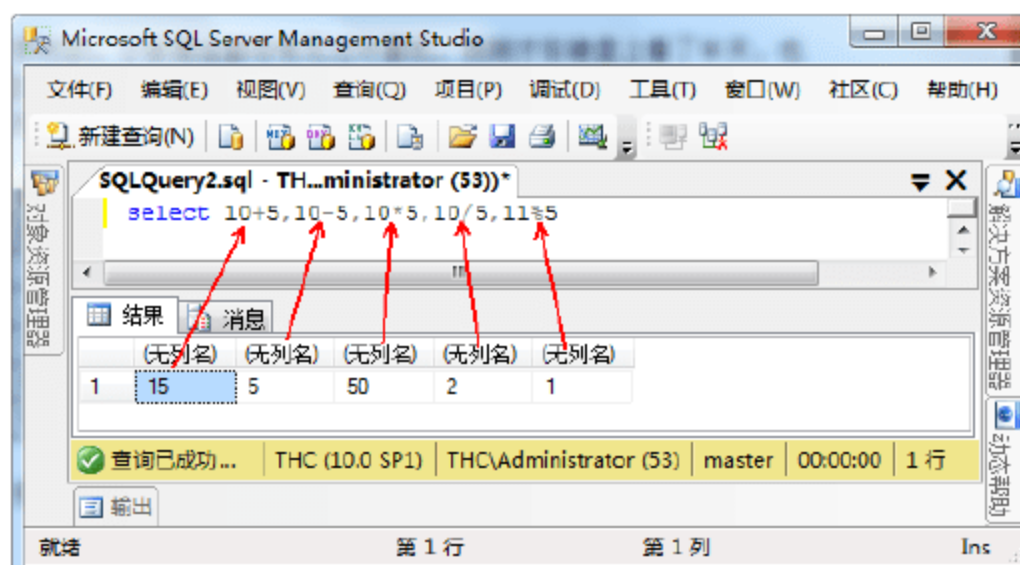 Microsoft SQL Server Management Studio
文件(F) 编辑(E) 视图(V) 查询(Q) 项目(P) 调试(D) 工具(T) 窗口(W) 社区(C) 帮助(H)
新建查询(N)
SQLQuery2.sql - TH...ministrator (53))*
select 10+5,10-5,10*5,10/5,11%5
对象资源管理器
解决方案资源管理器
动态帮助
结果 消息
(无列名) (无列名) (无列名) (无列名) (无列名)
1 15 5 50 2 1
查询已成功... THC (10.0 SP1) THC\Administrator (53) master 00:00:00 1 行
输出
就绪 第 1 行 第 1 列 Ins